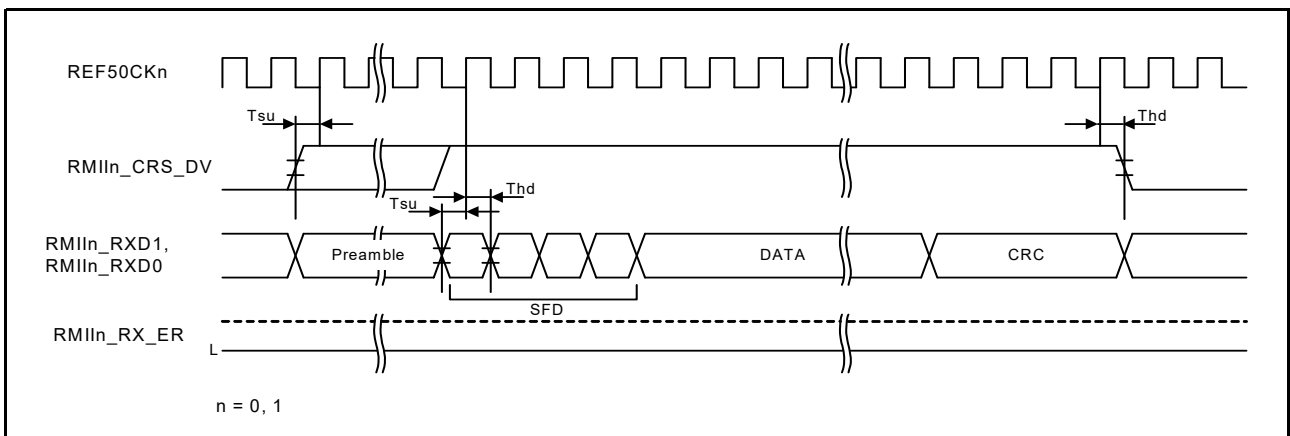 REF50CKn
Tsu
Thd
RMIIn_CRS_DV
Thd
Tsu
RMIIn_RXD1,
RMIIn_RXD0
Preamble
DATA
CRC
SFD
RMIIn_RX_ER
L
n = 0, 1